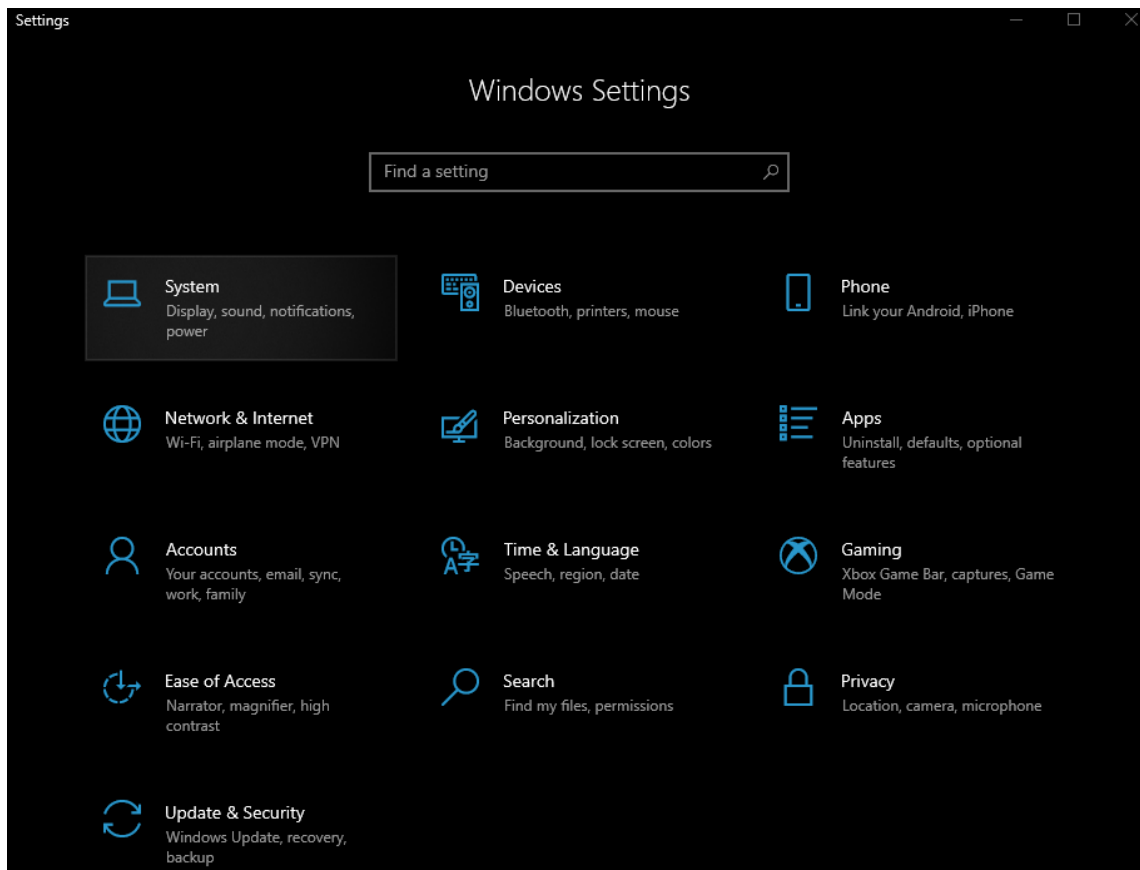 Settings
Windows Settings
Find a setting
System
Display, sound, notifications,
power
Devices
Bluetooth, printers, mouse
Phone
Link your Android, iPhone
Network & Internet
Wi-Fi, airplane mode, VPN
Personalization
Background, lock screen, colors
Apps
Uninstall, defaults, optional
features
Accounts
Your accounts, email, sync,
work, family
Time & Language
Speech, region, date
Gaming
Xbox Game Bar, captures, Game
Mode
Ease of Access
Narrator, magnifier, high
contrast
Search
Find my files, permissions
Privacy
Location, camera, microphone
Update & Security
Windows Update, recovery,
backup